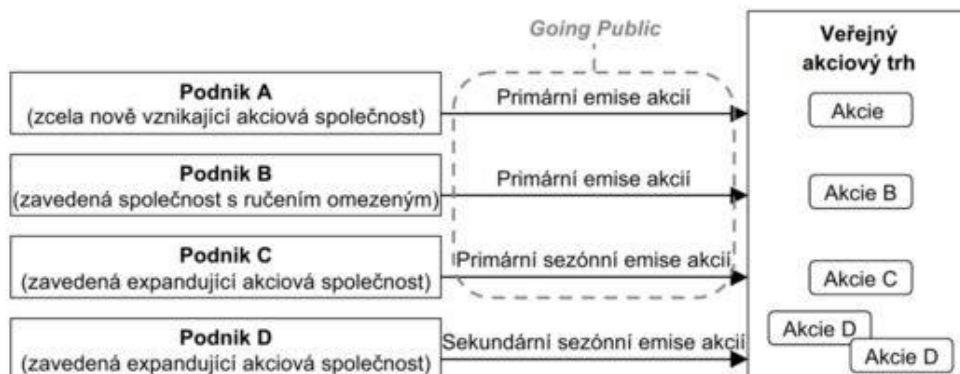 Going Public
Veřejný
akciový trh
Podnik A
(zcela nově vznikající akciová společnost)
Primární emise akcií
Akcie
Podnik B
(zavedená společnost s ručením omezeným)
Primární emise akcií
Akcie B
Podnik C
(zavedená expandující akciová společnost)
Primární sezónní emise akcií
Akcie C
Podnik D
(zavedená expandující akciová společnost)
Sekundární sezónní emise akcií
Akcie D
Akcie D